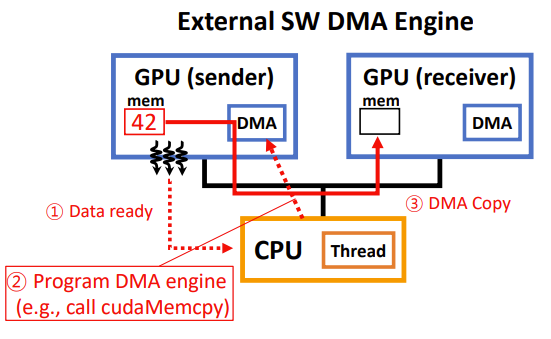 External SW DMA Engine
GPU (sender)
mem
42
DMA
GPU (receiver)
mem
DMA
① Data ready
③ DMA Copy
CPU
Thread
② Program DMA engine
(e.g., call cudaMemcpy)